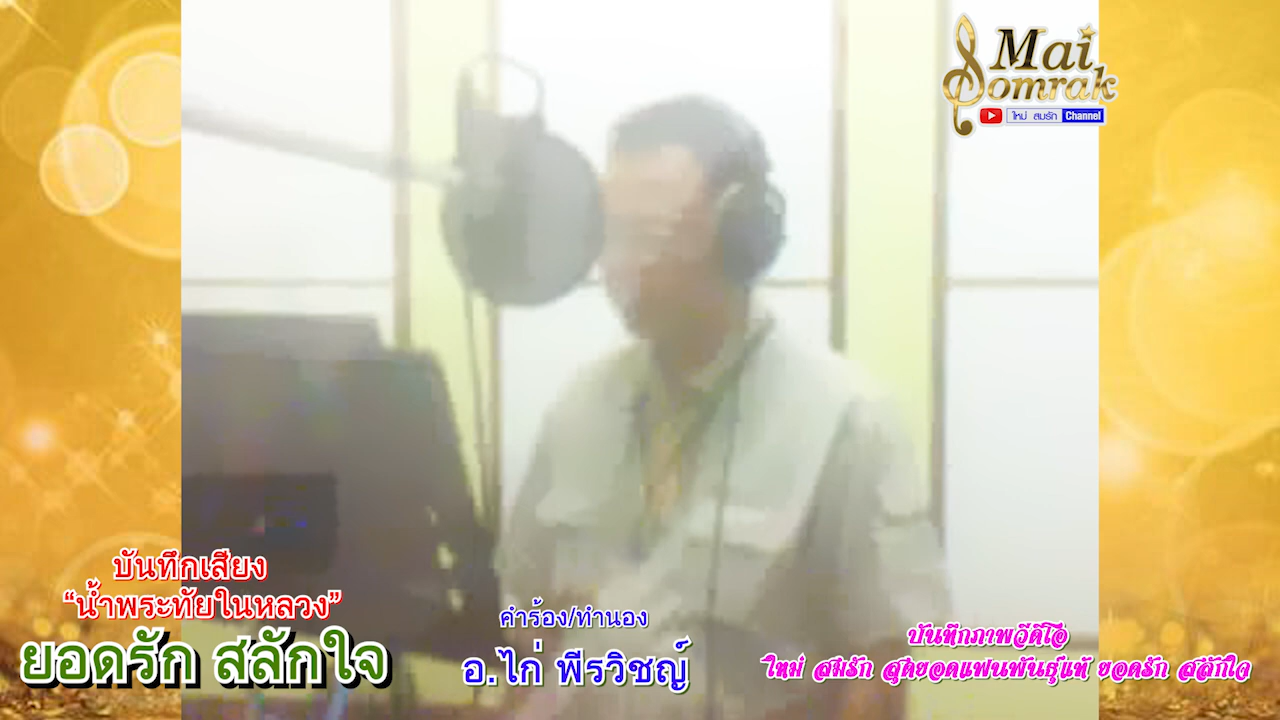 Mai
Somrak
ใหม่ สมรัก Channel
บันทึกเสียง
“น้ำพระทัยในหลวง”
ยอดรัก สลักใจ
คำร้อง/ทำนอง
อ.ไก่ พีรวิชญ์
บันทึกภาพวีดีโอ
ใหม่ สมรัก สุดยอดแฟนพันธุ์แท้ ยอดรัก สลักใจ